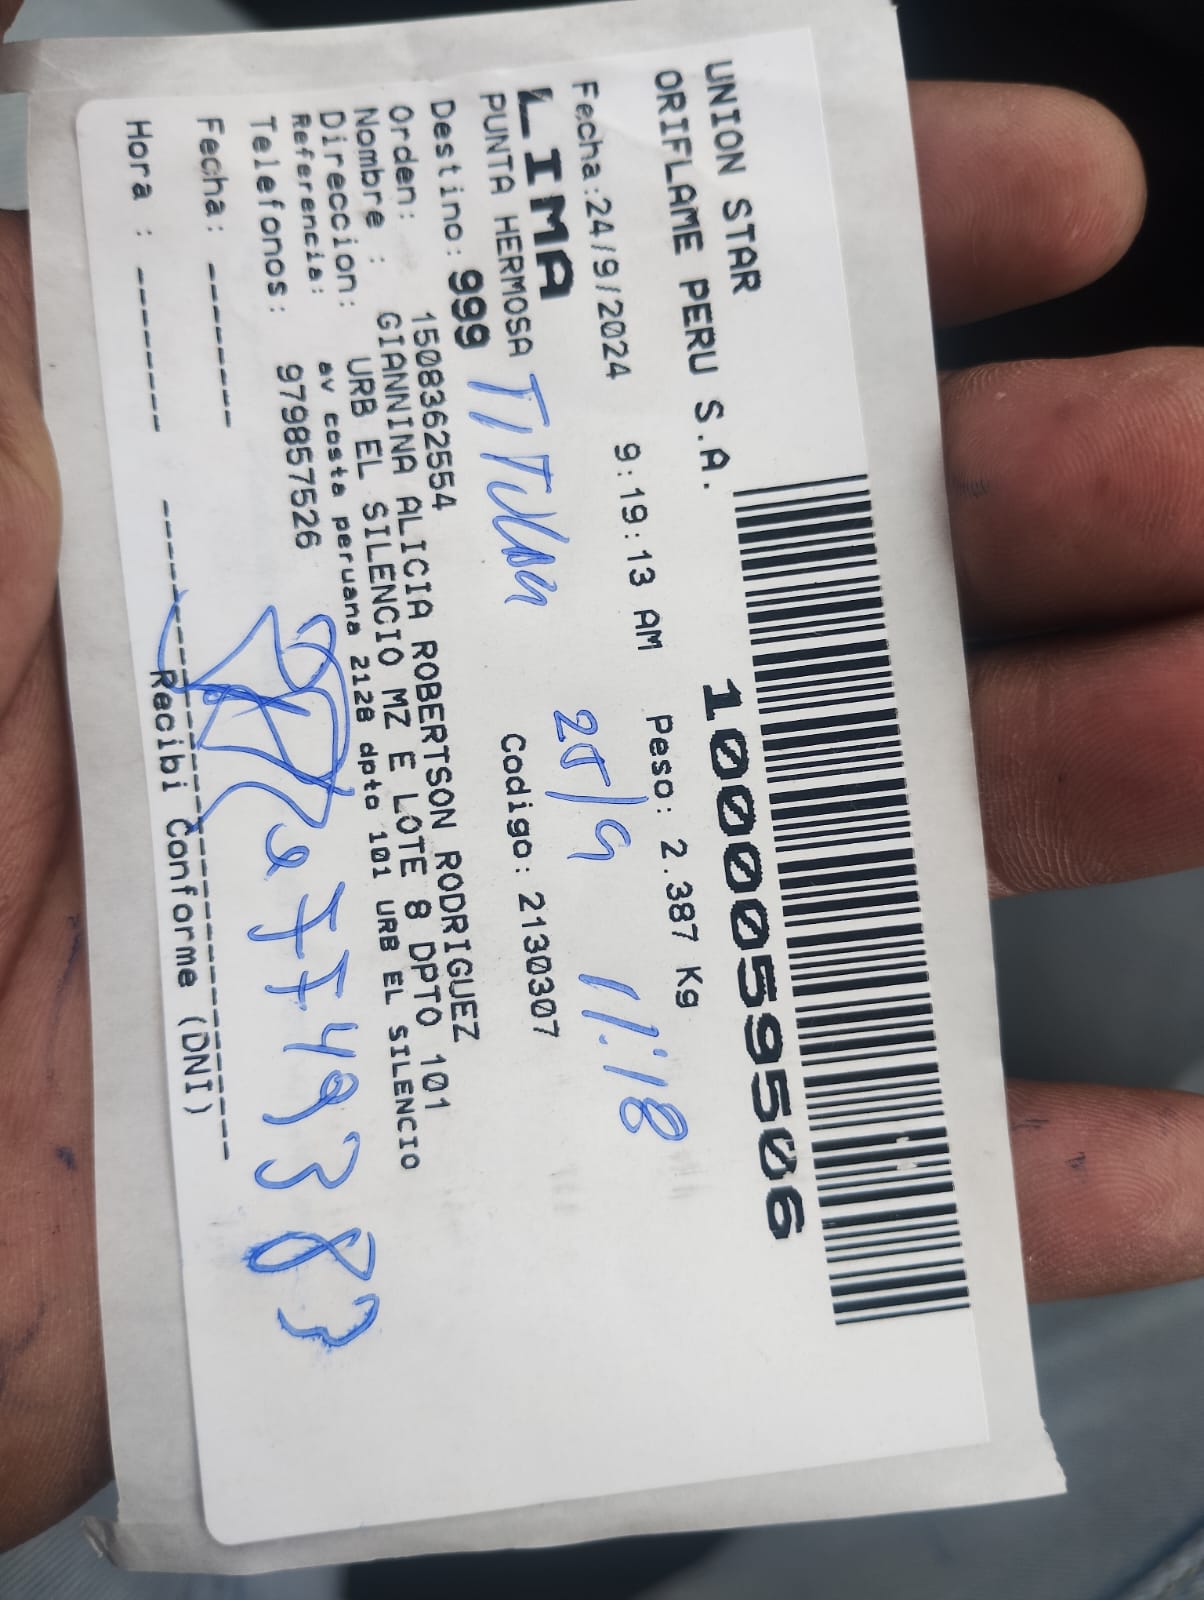 UNION STAR
ORIFLAME PERU S.A.
1000059506
Fecha:24/9/2024 9:19:13 AM Peso: 2.387 Kg
LIMA
25/9 11:18
PUNTA HERMOSA TITULAR Codigo: 2130307
Destino: 999
Orden: 1508362554
Nombre : GIANNINA ALICIA ROBERTSON RODRIGUEZ
Direccion: URB EL SILENCIO MZ E LOTE 8 DPTO 101
Referencia: av costa peruana 2128 dpto 101 URB EL SILENCIO
Telefonos: 979857526
Fecha: -------
Hora : -------
Recibi Conforme (DNI)